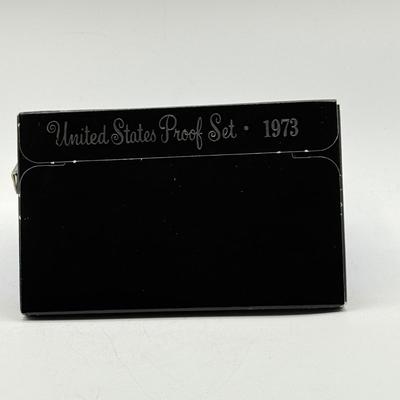 United States Proof Set · 1973